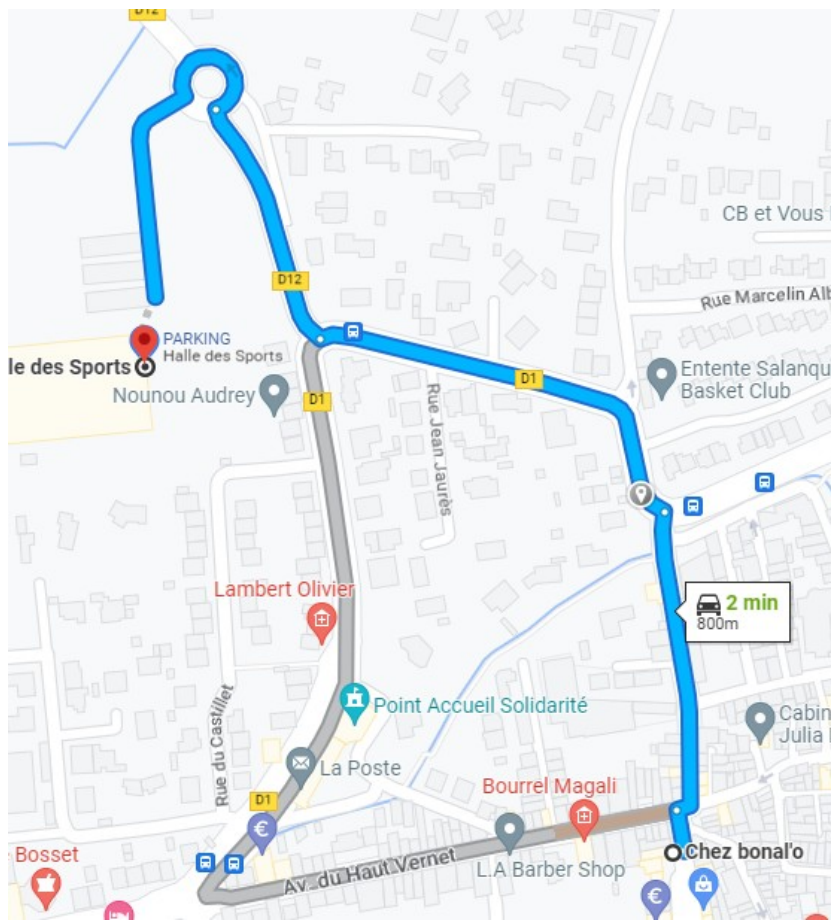 D12
CB et Vous
D12
Rue Marcelin Alb
PARKING
Halle des Sports
le des Sports
Entente Salanqu
Basket Club
D1
Nounou Audrey
D1
Rue Jean Jaurès
2 min
800m
Lambert Olivier
Rue du Castillet
Point Accueil Solidarité
Cabin
Julia
La Poste
Bourrel Magali
D1
Chez bonal'o
Bosset
L.A Barber Shop
Av. du Haut Vernet